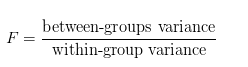 F = between-groups variance / within-group variance